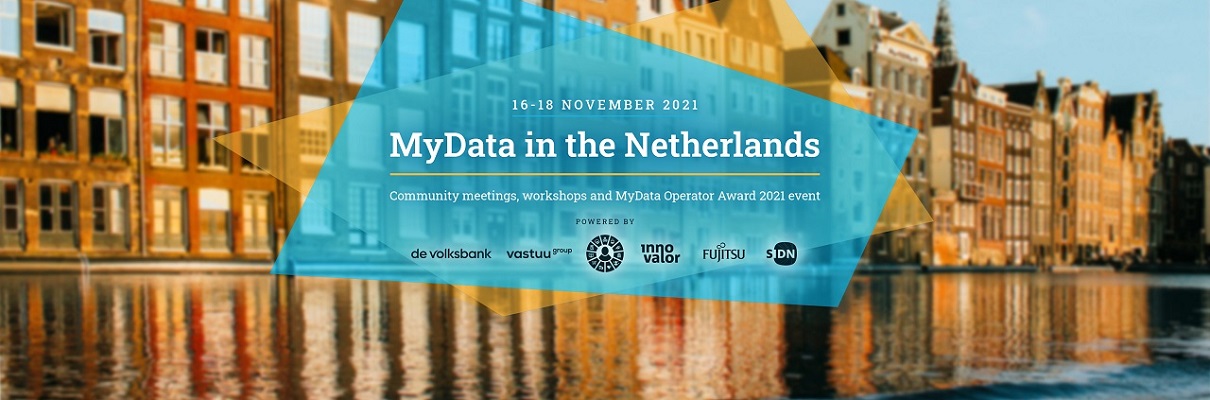 16-18 NOVEMBER 2021
MyData in the Netherlands
Community meetings, workshops and MyData Operator Award 2021 event
POWERED BY
de volksbank vastuu group inno valor FUJITSU SIDN